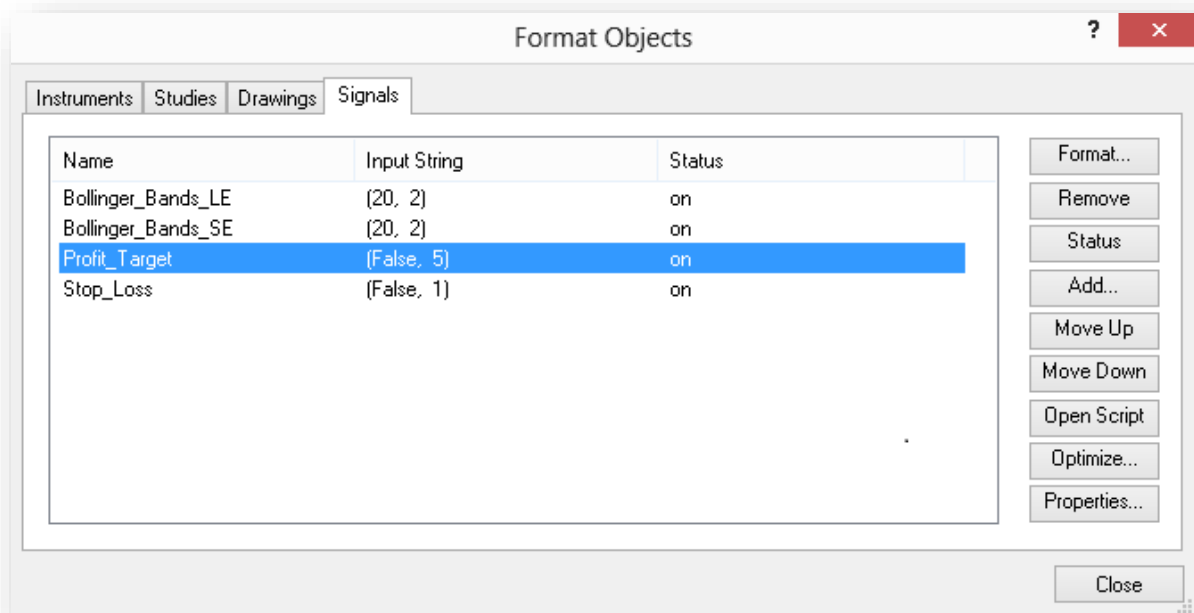 Format Objects
?
Instruments Studies Drawings Signals
Name Input String Status
Bollinger_Bands_LE (20, 2) on
Bollinger_Bands_SE (20, 2) on
Profit_Target (False, 5) on
Stop_Loss (False, 1) on
Format...
Remove
Status
Add...
Move Up
Move Down
Open Script
Optimize...
Properties...
Close